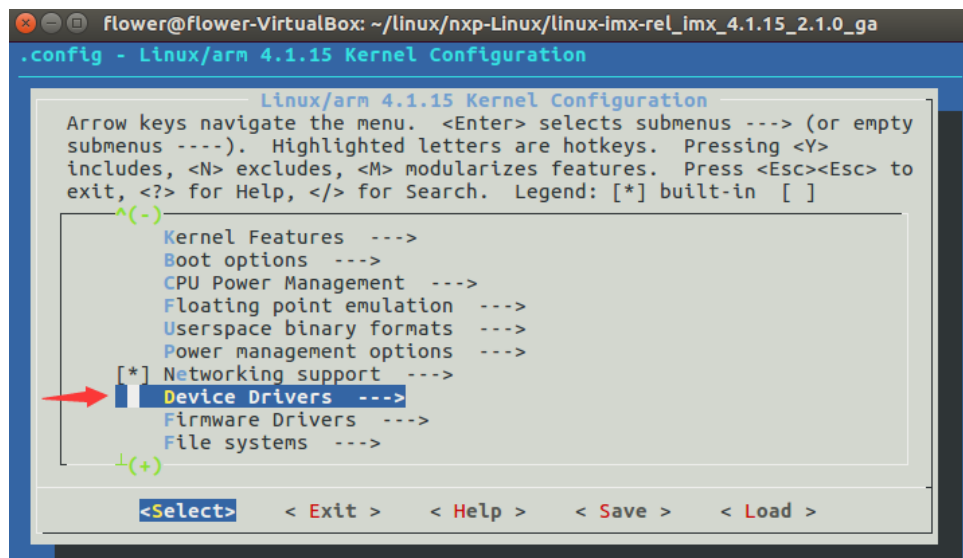 flower@flower-VirtualBox: ~/linux/nxp-Linux/linux-imx-rel_imx_4.1.15_2.1.0_ga
.config - Linux/arm 4.1.15 Kernel Configuration
Linux/arm 4.1.15 Kernel Configuration
Arrow keys navigate the menu.  <Enter> selects submenus ---> (or empty
submenus ----).  Highlighted letters are hotkeys.  Pressing <Y>
includes, <N> excludes, <M> modularizes features.  Press <Esc><Esc> to
exit, <?> for Help, </> for Search.  Legend: [*] built-in  [ ]
^(-)
Kernel Features  --->
Boot options  --->
CPU Power Management  --->
Floating point emulation  --->
Userspace binary formats  --->
Power management options  --->
[*] Networking support  --->
Device Drivers  --->
Firmware Drivers  --->
File systems  --->
┴(+)
<Select>    < Exit >    < Help >    < Save >    < Load >